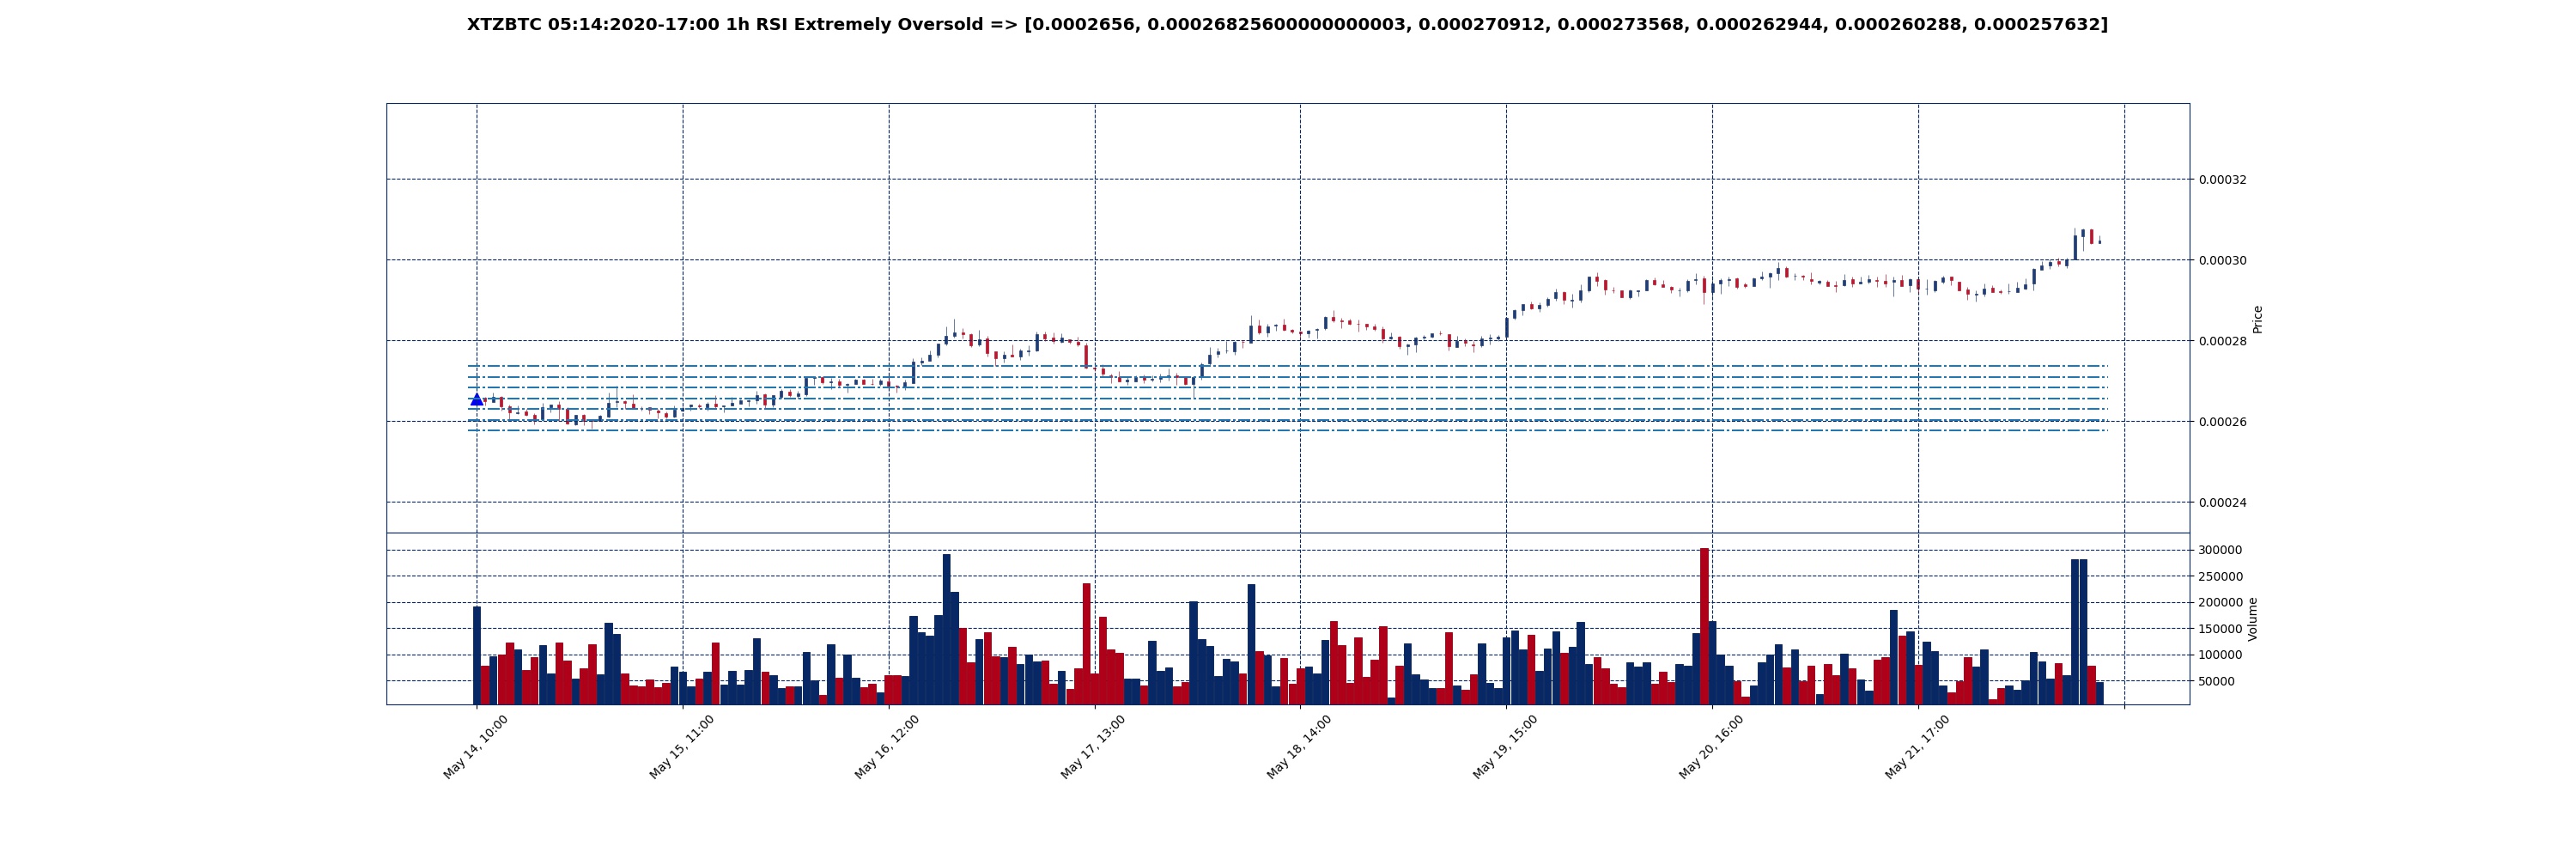 XTZBTC 05:14:2020-17:00 1h RSI Extremely Oversold => [0.0002656, 0.00026825600000000003, 0.000270912, 0.000273568, 0.000262944, 0.000260288, 0.000257632]
0.00032
0.00030
0.00028
0.00026
0.00024
Price
300000
250000
200000
150000
100000
50000
Volume
May 14, 10:00
May 15, 11:00
May 16, 12:00
May 17, 13:00
May 18, 14:00
May 19, 15:00
May 20, 16:00
May 21, 17:00